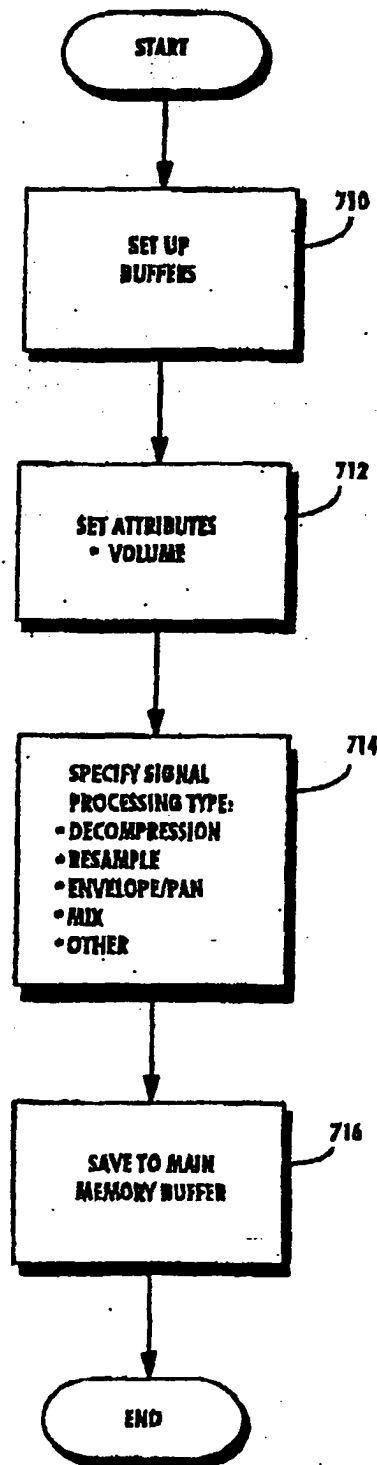 START
710
SET UP
BUFFERS
712
SET ATTRIBUTES
• VOLUME
714
SPECIFY SIGNAL
PROCESSING TYPE:
• DECOMPRESSION
• RESAMPLE
• ENVELOPE/PAN
• MIX
• OTHER
716
SAVE TO MAIN
MEMORY BUFFER
END